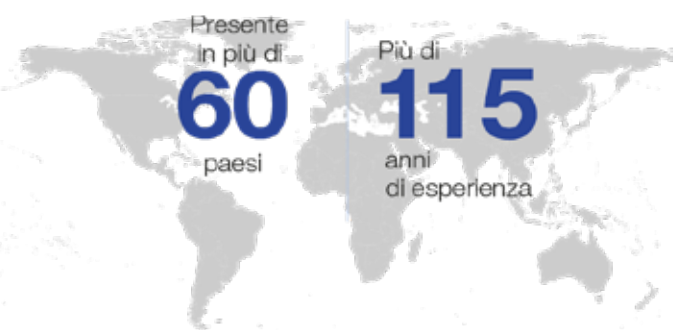 Presente
in più di
60
paesi
Più di
115
anni
di esperienza